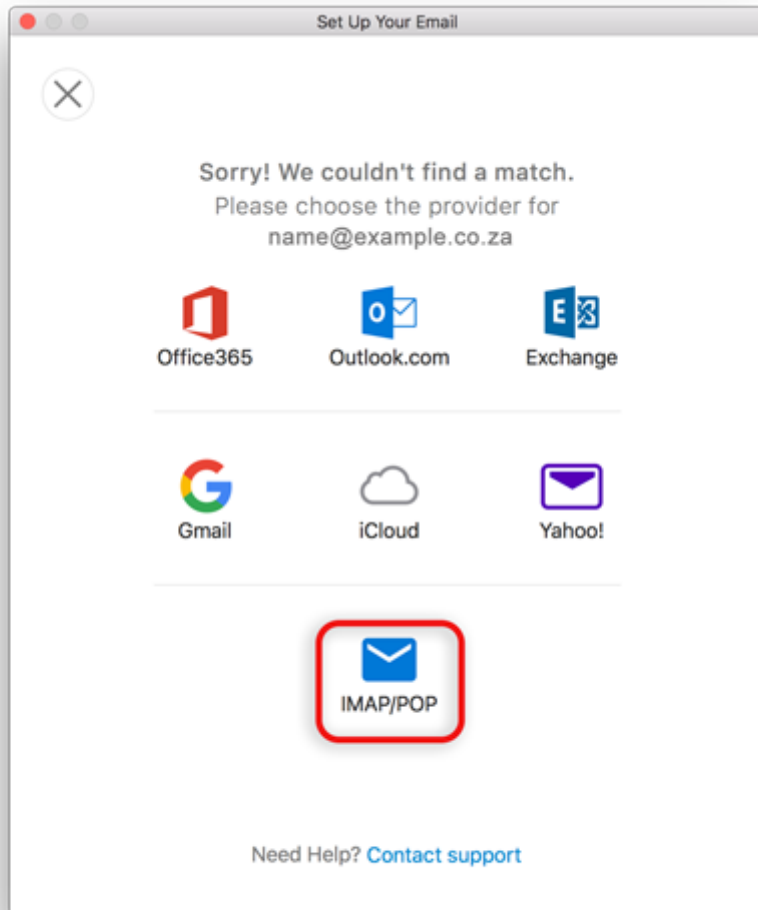 Set Up Your Email
Sorry! We couldn't find a match.
Please choose the provider for
name@example.co.za
Office365
Outlook.com
Exchange
Gmail
iCloud
Yahoo!
IMAP/POP
Need Help? Contact support